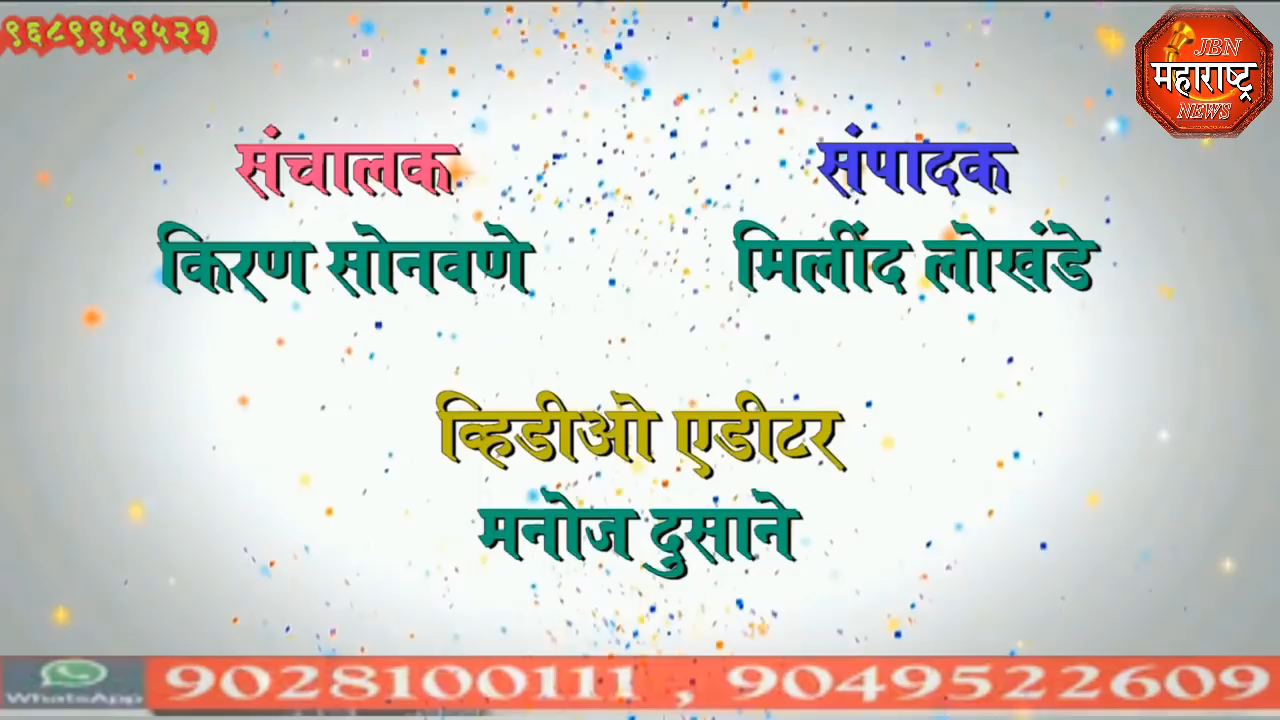 ९६८९९५९५२१
JBN
महाराष्ट्र
NEWS
संचालक
संपादक
किरण सोनवणे
मिलींद लोखंडे
व्हिडीओ एडीटर
मनोज दुसाने
WhatsApp 9028100111 , 9049522609